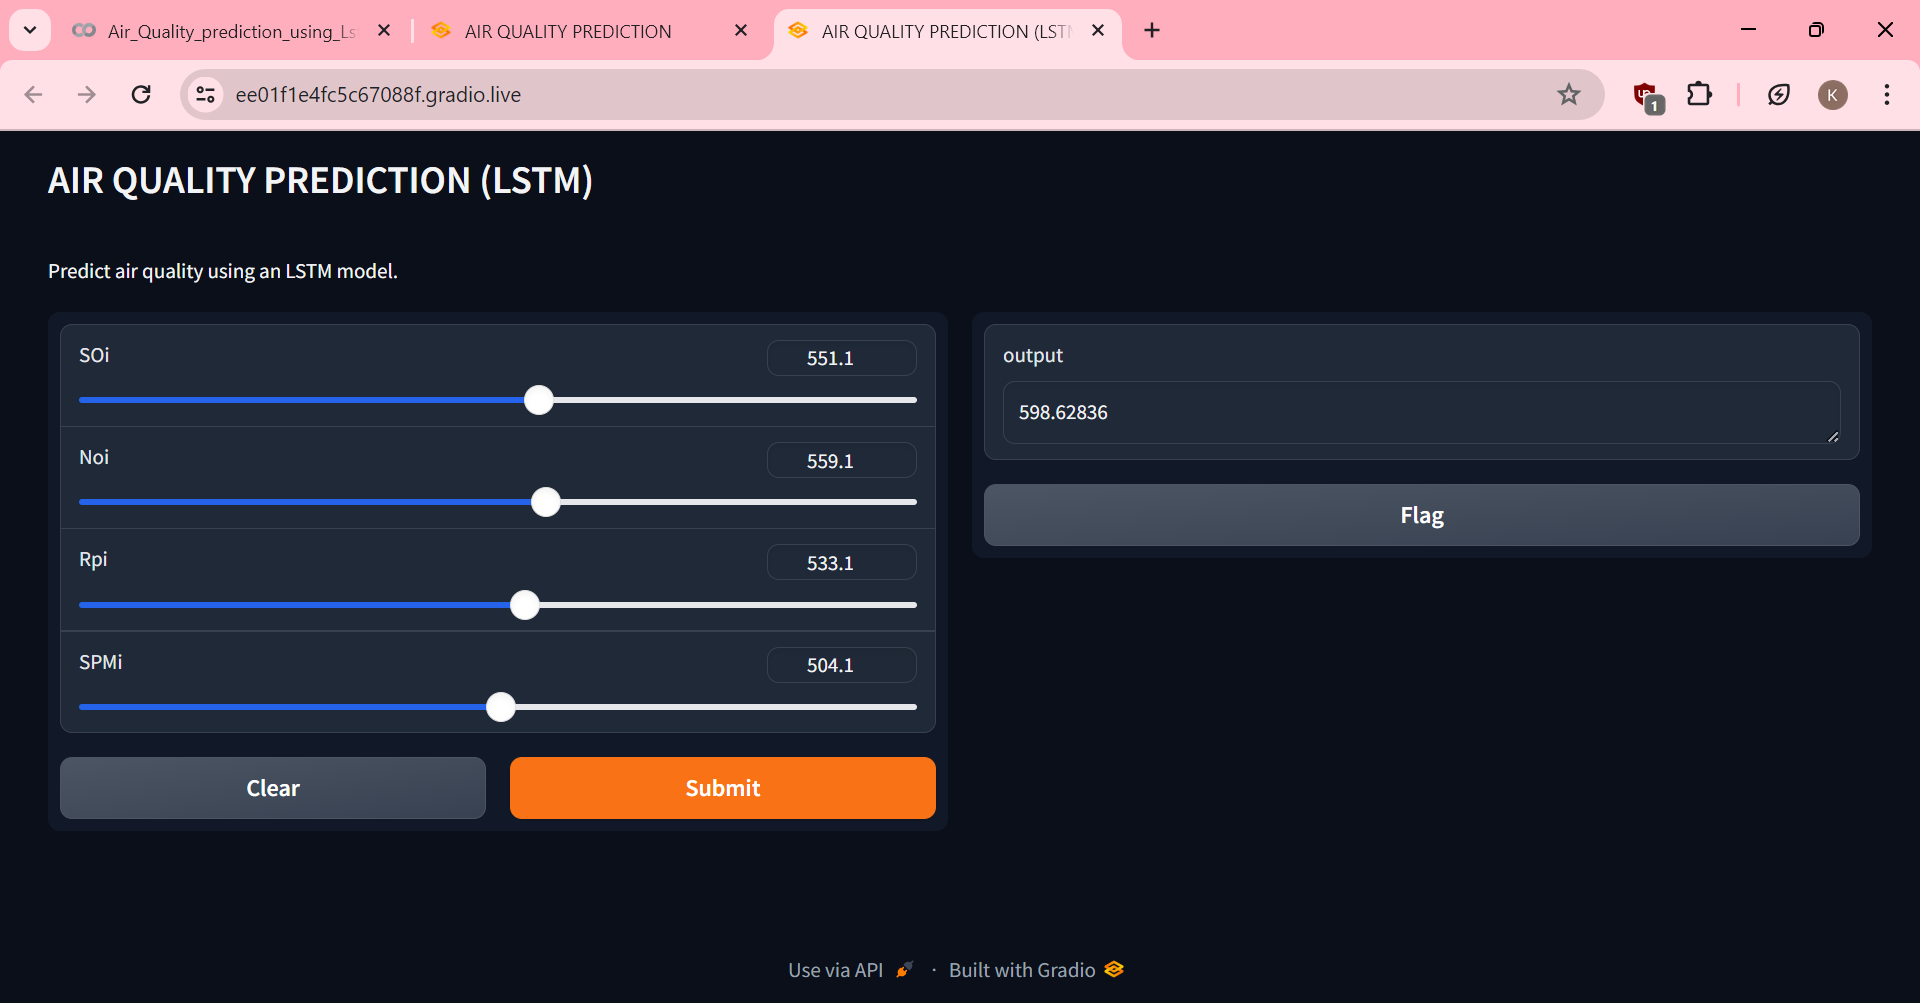 Air_Quality_prediction_using_Ls
AIR QUALITY PREDICTION
AIR QUALITY PREDICTION (LSTM
ee01f1e4fc5c67088f.gradio.live
1
K
AIR QUALITY PREDICTION (LSTM)
Predict air quality using an LSTM model.
SOi
551.1
Noi
559.1
Rpi
533.1
SPMi
504.1
Clear
Submit
output
598.62836
Flag
Use via API · Built with Gradio